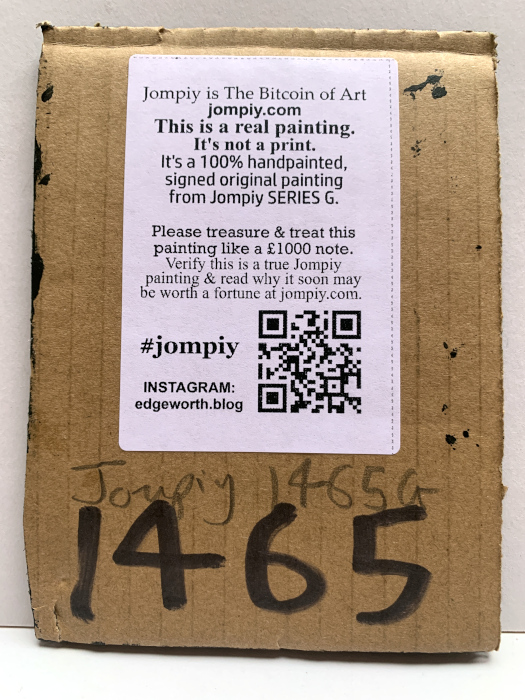 Jompiy is The Bitcoin of Art
jompiy.com
This is a real painting.
It's not a print.
It's a 100% handpainted,
signed original painting
from Jompiy SERIES G.
Please treasure & treat this
painting like a £1000 note.
Verify this is a true Jompiy
painting & read why it soon may
be worth a fortune at jompiy.com.
#jompiy
INSTAGRAM:
edgeworth.blog
Jompiy 1465G
1465